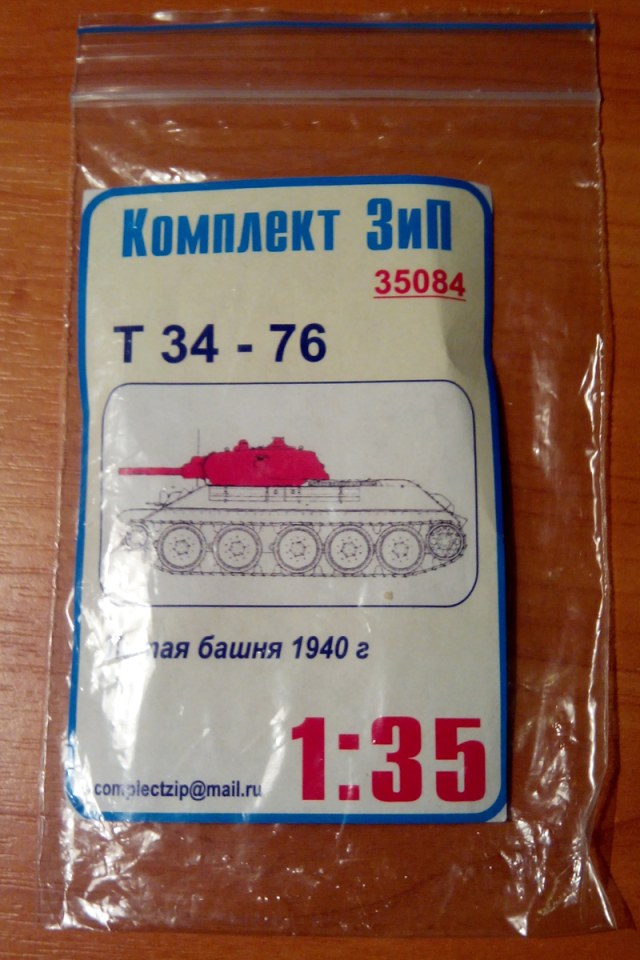 Комплект ЗиП
35084
Т 34 - 76
башня 1940 г
1:35
complectzip@mail.ru